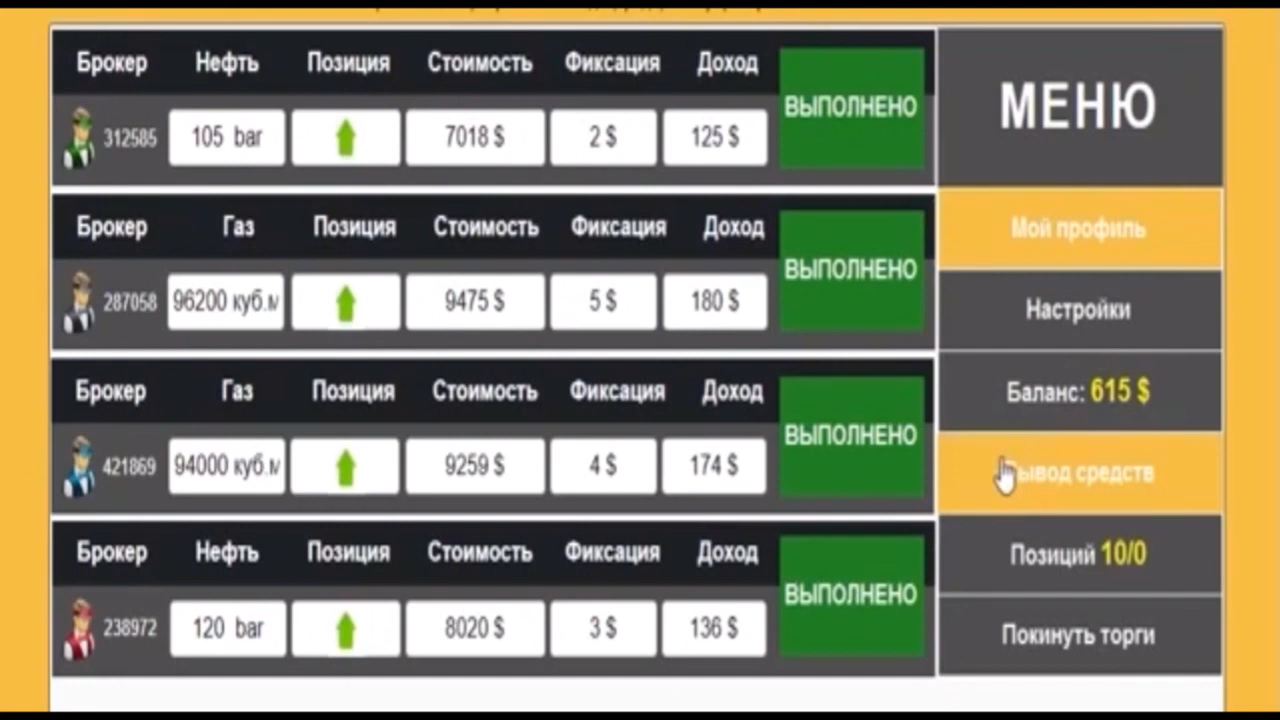 Брокер Нефть Позиция Стоимость Фиксация Доход
312585 105 bar 7018 $ 2 $ 125 $
ВЫПОЛНЕНО
Брокер Газ Позиция Стоимость Фиксация Доход
287058 96200 куб.м 9475 $ 5 $ 180 $
ВЫПОЛНЕНО
Брокер Газ Позиция Стоимость Фиксация Доход
421869 94000 куб.м 9259 $ 4 $ 174 $
ВЫПОЛНЕНО
Брокер Нефть Позиция Стоимость Фиксация Доход
238972 120 bar 8020 $ 3 $ 136 $
ВЫПОЛНЕНО
МЕНЮ
Мой профиль
Настройки
Баланс: 615 $
Вывод средств
Позиций 10/0
Покинуть торги